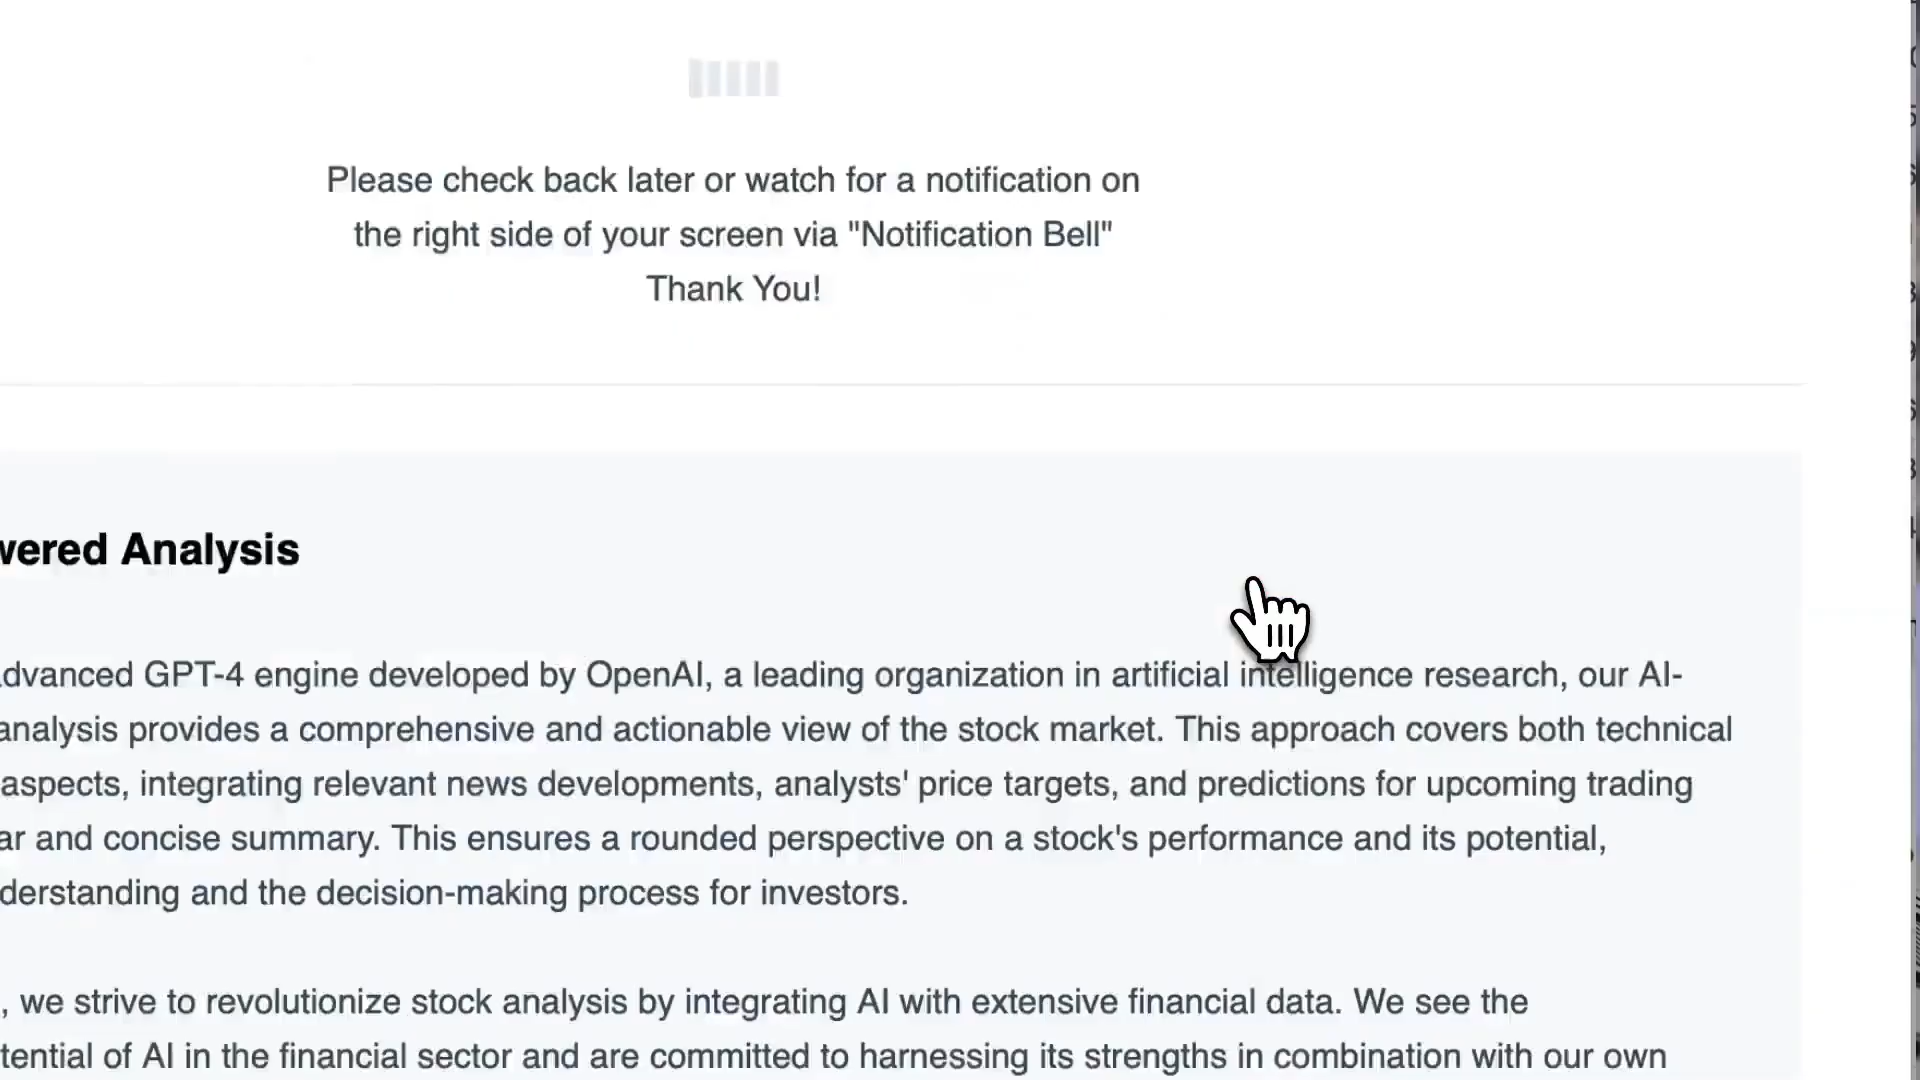 Please check back later or watch for a notification on
the right side of your screen via "Notification Bell"
Thank You!
Analysis
GPT-4 engine developed by OpenAI, a leading organization in artificial intelligence research, our AI-
analysis provides a comprehensive and actionable view of the stock market. This approach covers both technical
aspects, integrating relevant news developments, analysts' price targets, and predictions for upcoming trading
and concise summary. This ensures a rounded perspective on a stock's performance and its potential,
and the decision-making process for investors.
, we strive to revolutionize stock analysis by integrating AI with extensive financial data. We see the
of AI in the financial sector and are committed to harnessing its strengths in combination with our own